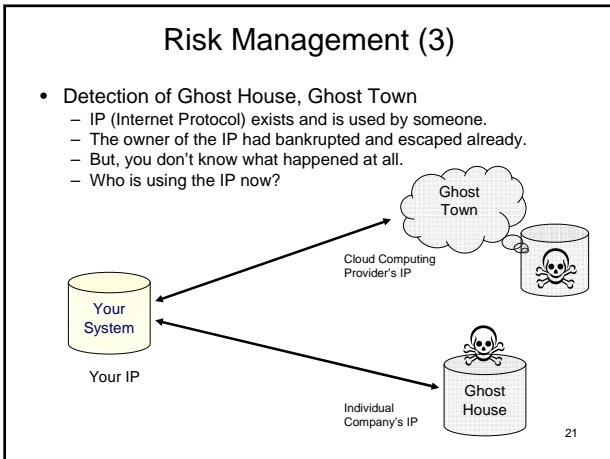 Risk Management (3)
• Detection of Ghost House, Ghost Town
– IP (Internet Protocol) exists and is used by someone.
– The owner of the IP had bankrupted and escaped already.
– But, you don't know what happened at all.
– Who is using the IP now?
Ghost
Town
Cloud Computing
Provider's IP
Your
System
Your IP
Ghost
House
Individual
Company's IP
21